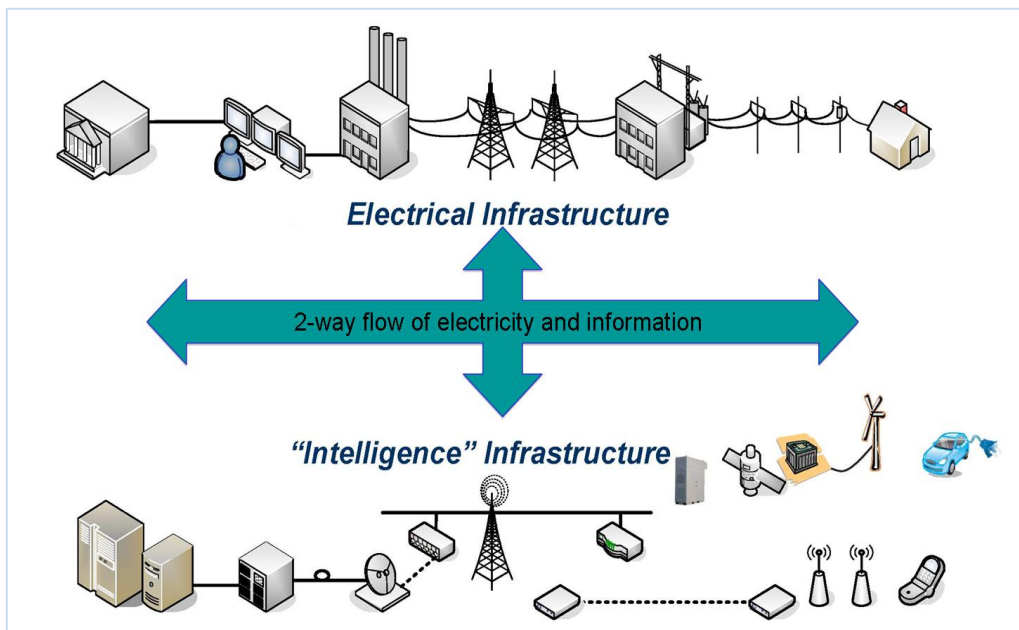 Electrical Infrastructure
2-way flow of electricity and information
“Intelligence” Infrastructure